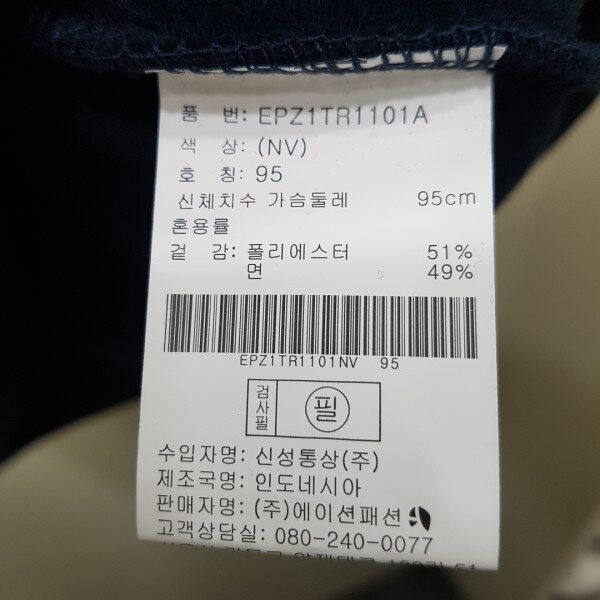 품 번: EPZ1TR1101A
색 상: (NV)
호 칭: 95
신체치수 가슴둘레 95cm
혼용률
겉 감: 폴리에스터 51%
면 49%
EPZ1TR1101NV 95
검사필 필
수입자명: 신성통상(주)
제조국명: 인도네시아
판매자명: (주)에이션패션
고객상담실: 080-240-0077